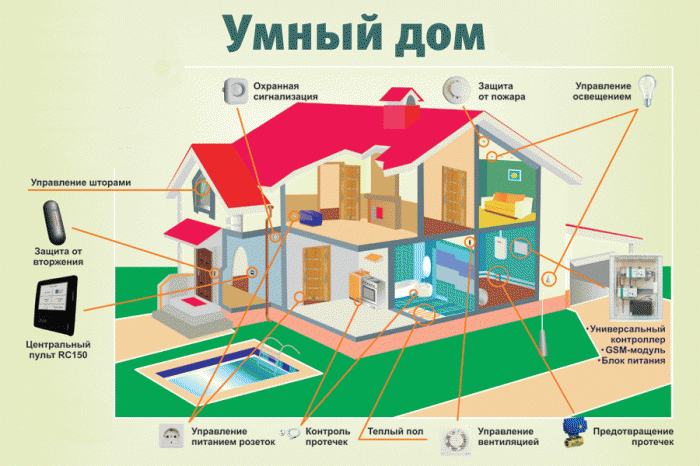 Умный дом
Охранная
сигнализация
Защита
от пожара
Управление
освещением
Управление шторами
Защита от
вторжения
Центральный
пульт RC150
•Универсальный
контроллер
•GSM-модуль
•Блок питания
Управление
питанием розеток
Контроль
протечек
Теплый пол
Управление
вентиляцией
Предотвращение
протечек